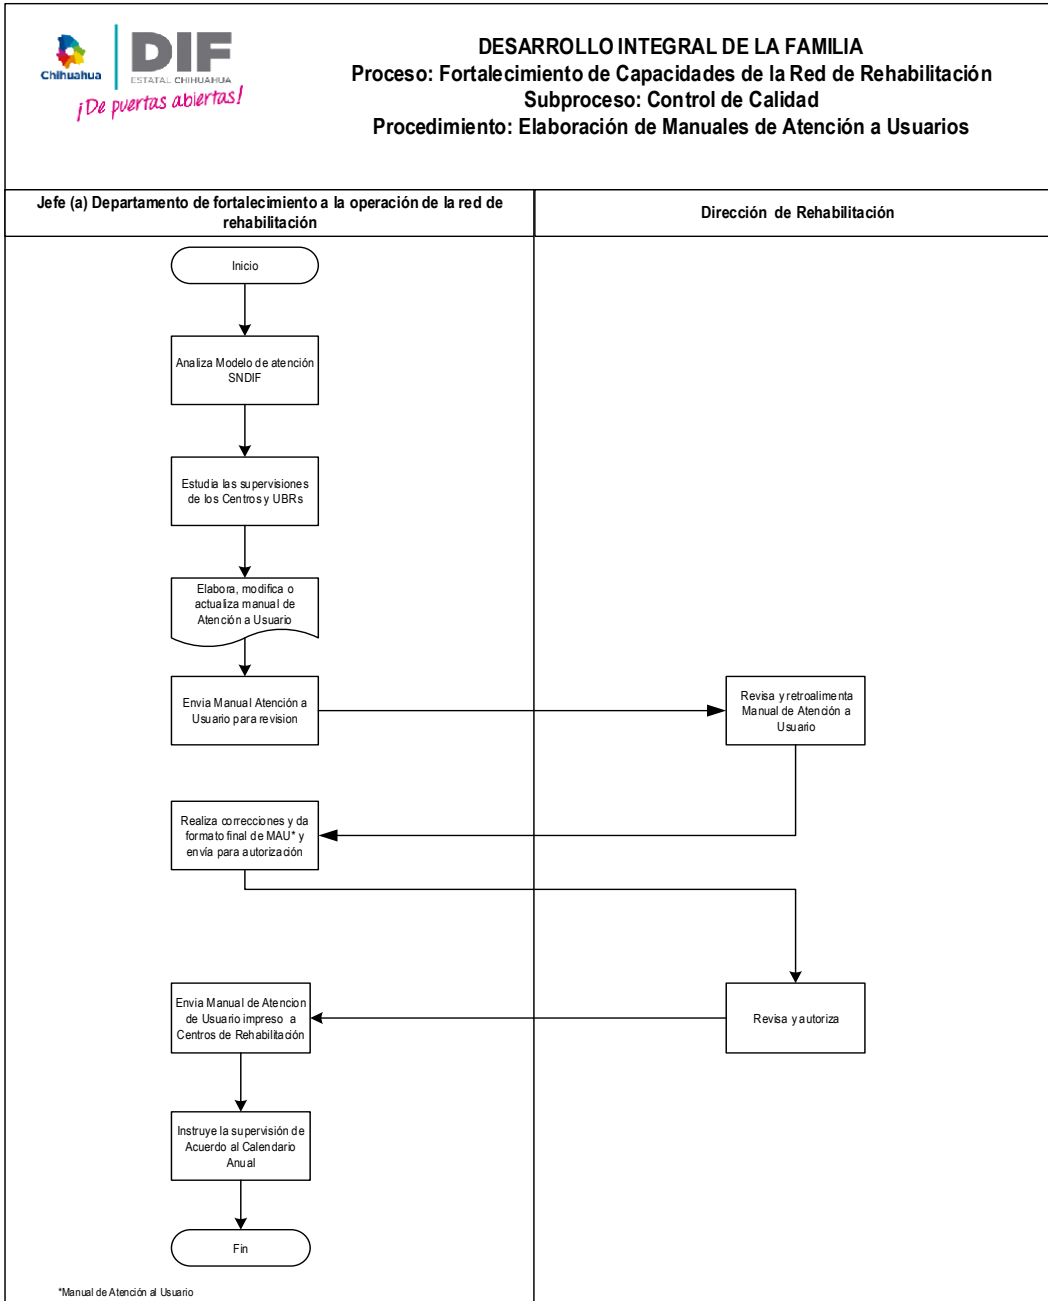 Chihuahua
DIF
ESTATAL CHIHUAHUA
¡De puertas abiertas!
DESARROLLO INTEGRAL DE LA FAMILIA
Proceso: Fortalecimiento de Capacidades de la Red de Rehabilitación
Subproceso: Control de Calidad
Procedimiento: Elaboración de Manuales de Atención a Usuarios
Jefe (a) Departamento de fortalecimiento a la operación de la red de
rehabilitación
Dirección de Rehabilitación
Inicio
Analiza Modelo de atención
SNDIF
Estudia las supervisiones
de los Centros y UBRs
Elabora, modifica o
actualiza manual de
Atención a Usuario
Envia Manual Atención a
Usuario para revision
Revisa y retroalimenta
Manual de Atención a
Usuario
Realiza correcciones y da
formato final de MAU* y
envía para autorización
Envia Manual de Atencion
de Usuario impreso a
Centros de Rehabilitación
Revisa y autoriza
Instruye la supervisión de
Acuerdo al Calendario
Anual
Fin
*Manual de Atención al Usuario